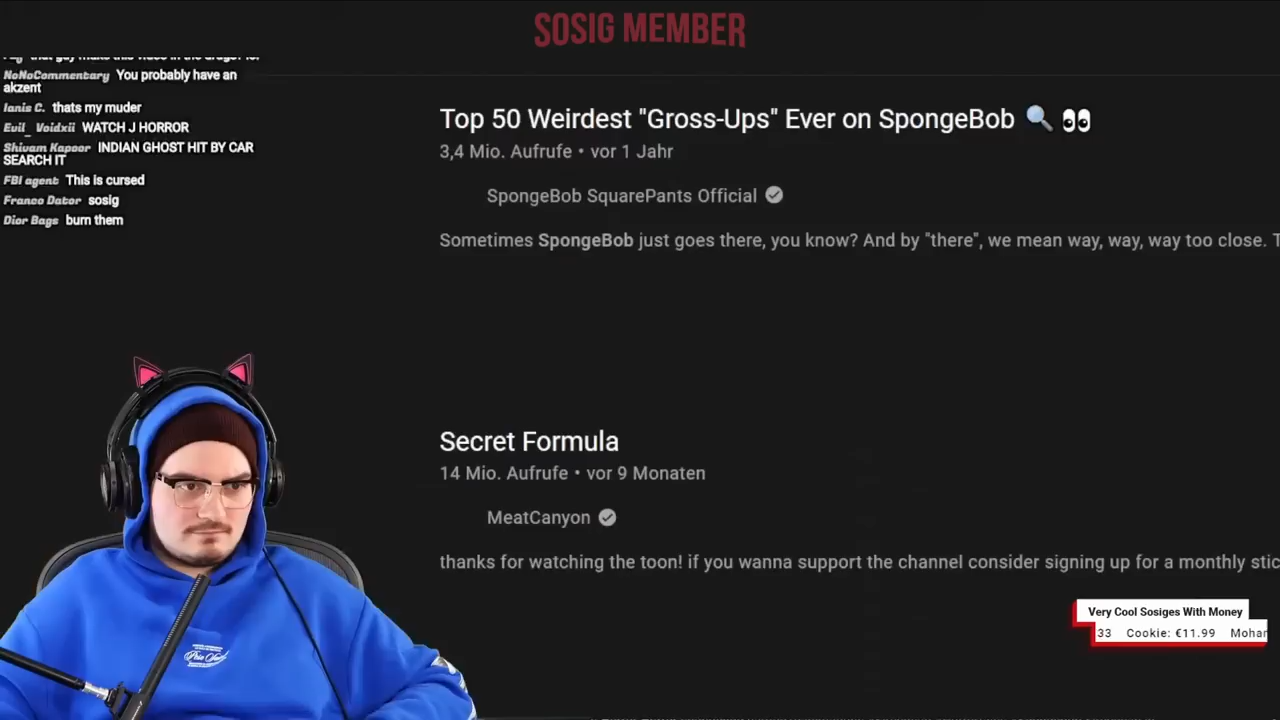 SOSIG MEMBER
NoNoCommentary You probably have an
akzent
Ianis C. thats my muder
Evil_Voidxii WATCH J HORROR
Shivam Kapoor INDIAN GHOST HIT BY CAR
SEARCH IT
FBI agent This is cursed
Franco Dator sosig
Dior Bags burn them
Top 50 Weirdest "Gross-Ups" Ever on SpongeBob 🔍 👀
3,4 Mio. Aufrufe • vor 1 Jahr
SpongeBob SquarePants Official
Sometimes SpongeBob just goes there, you know? And by "there", we mean way, way, way too close. T
Secret Formula
14 Mio. Aufrufe • vor 9 Monaten
MeatCanyon
thanks for watching the toon! if you wanna support the channel consider signing up for a monthly stic
Very Cool Sosiges With Money
33 Cookie: €11.99 Mohar